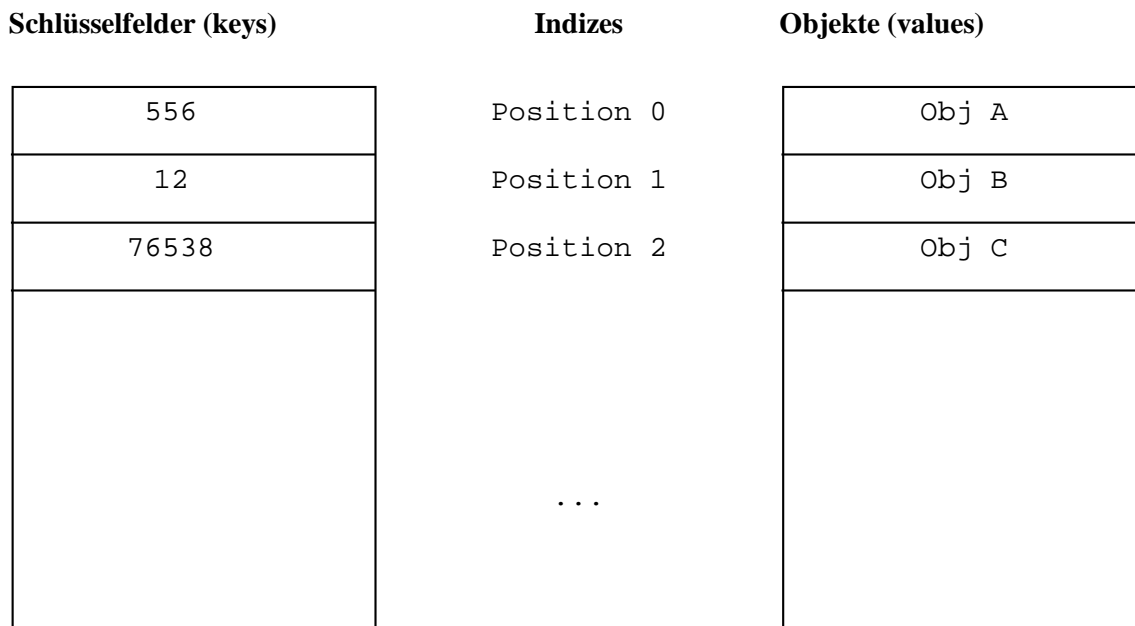 Schlüsselfelder (keys) Indizes Objekte (values)
556 Position 0 Obj A
12 Position 1 Obj B
76538 Position 2 Obj C
...